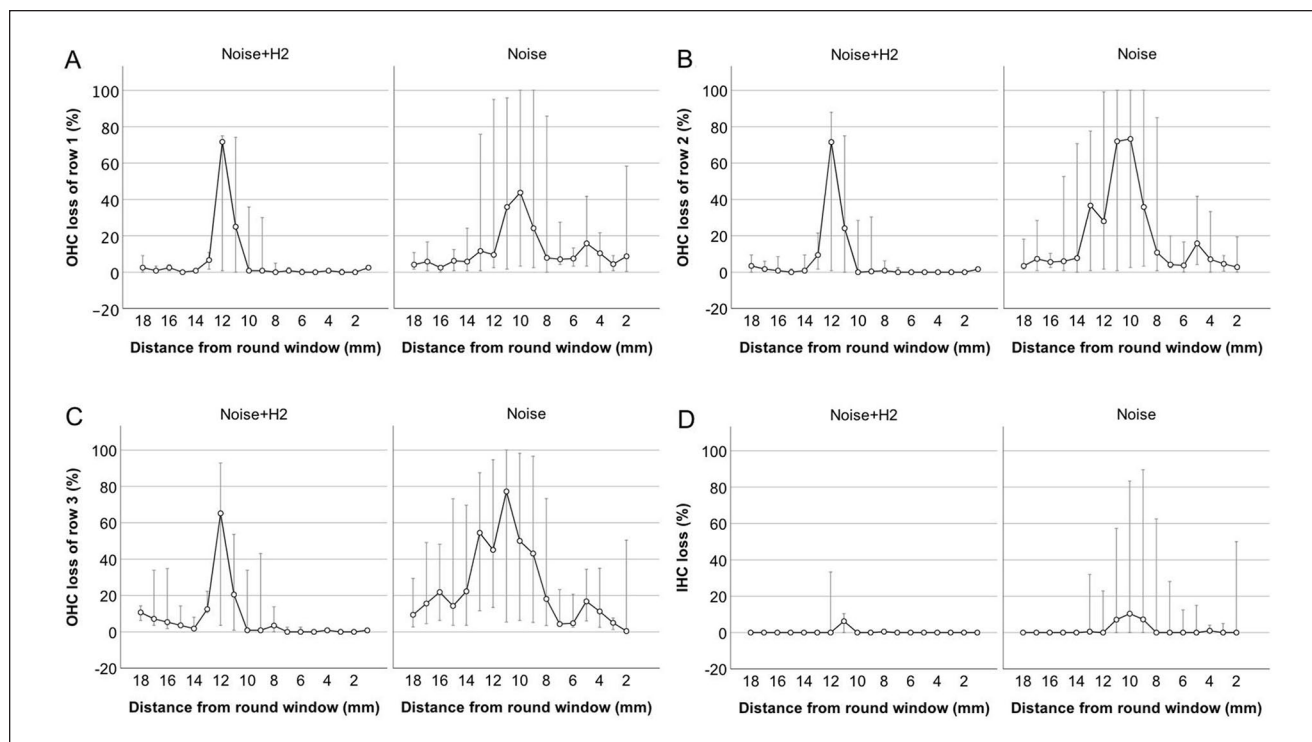 A
Noise+H2
Noise
OHC loss of row 1 (%)
100
80
60
40
20
0
−20
18 16 14 12 10 8 6 4 2
18 16 14 12 10 8 6 4 2
Distance from round window (mm)
Distance from round window (mm)
B
Noise+H2
Noise
OHC loss of row 2 (%)
100
80
60
40
20
0
-20
18 16 14 12 10 8 6 4 2
18 16 14 12 10 8 6 4 2
Distance from round window (mm)
Distance from round window (mm)
C
Noise+H2
Noise
OHC loss of row 3 (%)
100
80
60
40
20
0
-20
18 16 14 12 10 8 6 4 2
18 16 14 12 10 8 6 4 2
Distance from round window (mm)
Distance from round window (mm)
D
Noise+H2
Noise
IHC loss (%)
100
80
60
40
20
0
-20
18 16 14 12 10 8 6 4 2
18 16 14 12 10 8 6 4 2
Distance from round window (mm)
Distance from round window (mm)